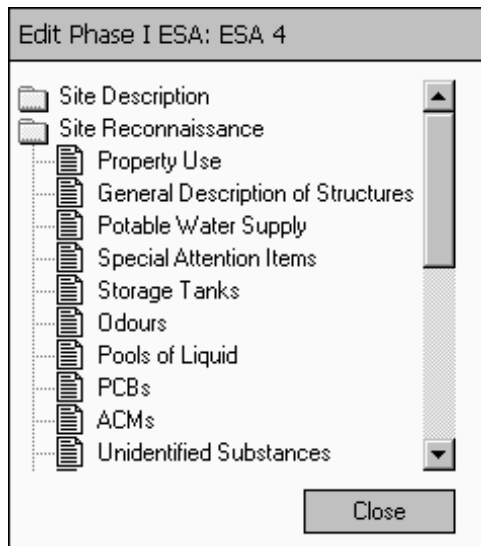 Edit Phase I ESA: ESA 4
Site Description
Site Reconnaissance
Property Use
General Description of Structures
Potable Water Supply
Special Attention Items
Storage Tanks
Odours
Pools of Liquid
PCBs
ACMs
Unidentified Substances
Close